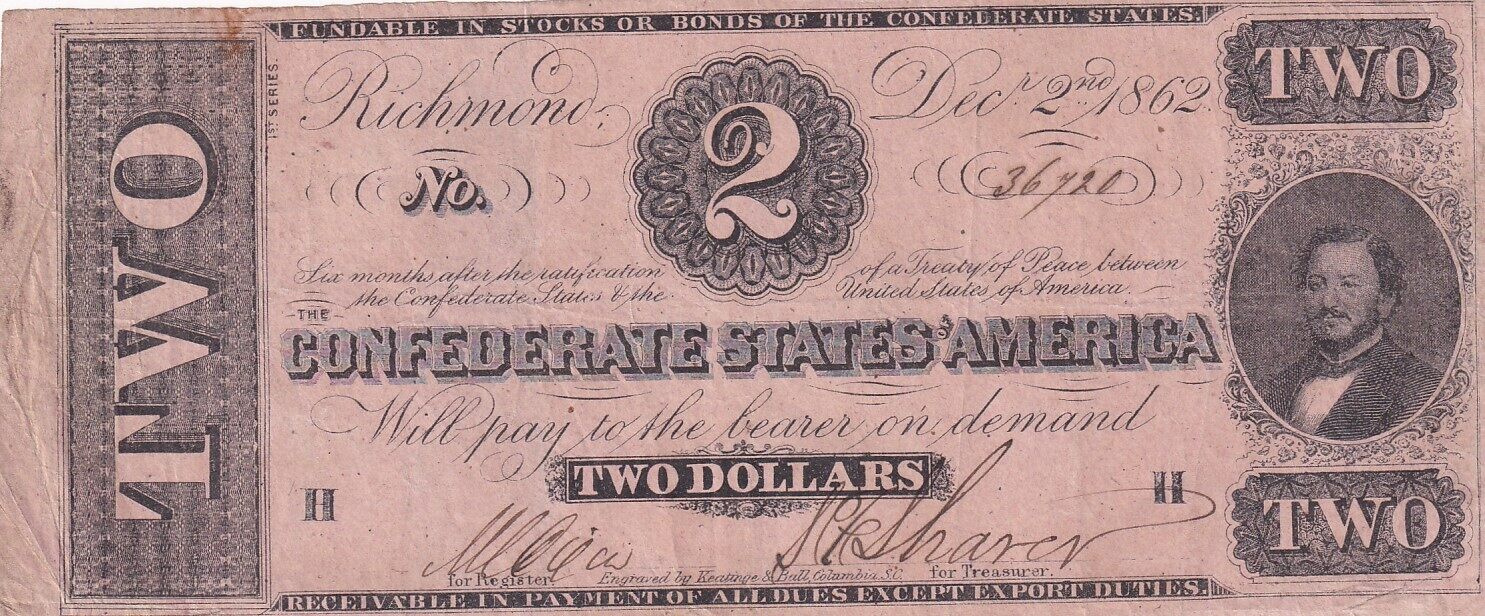 FUNDABLE IN STOCKS OR BONDS OF THE CONFEDERATE STATES.
TWO
1ST SERIES.
Richmond, Decr. 2nd 1862.
TWO
2
No. 36720
Six months after the ratification of a Treaty of Peace between
the Confederate States & the United States of America.
THE
CONFEDERATE STATES OF AMERICA
Will pay to the bearer on demand
TWO DOLLARS
H H
TWO
Sharer
for Register. Engraved by Keatinge & Ball, Columbia. S.C. for Treasurer.
RECEIVABLE IN PAYMENT OF ALL DUES EXCEPT EXPORT DUTIES.